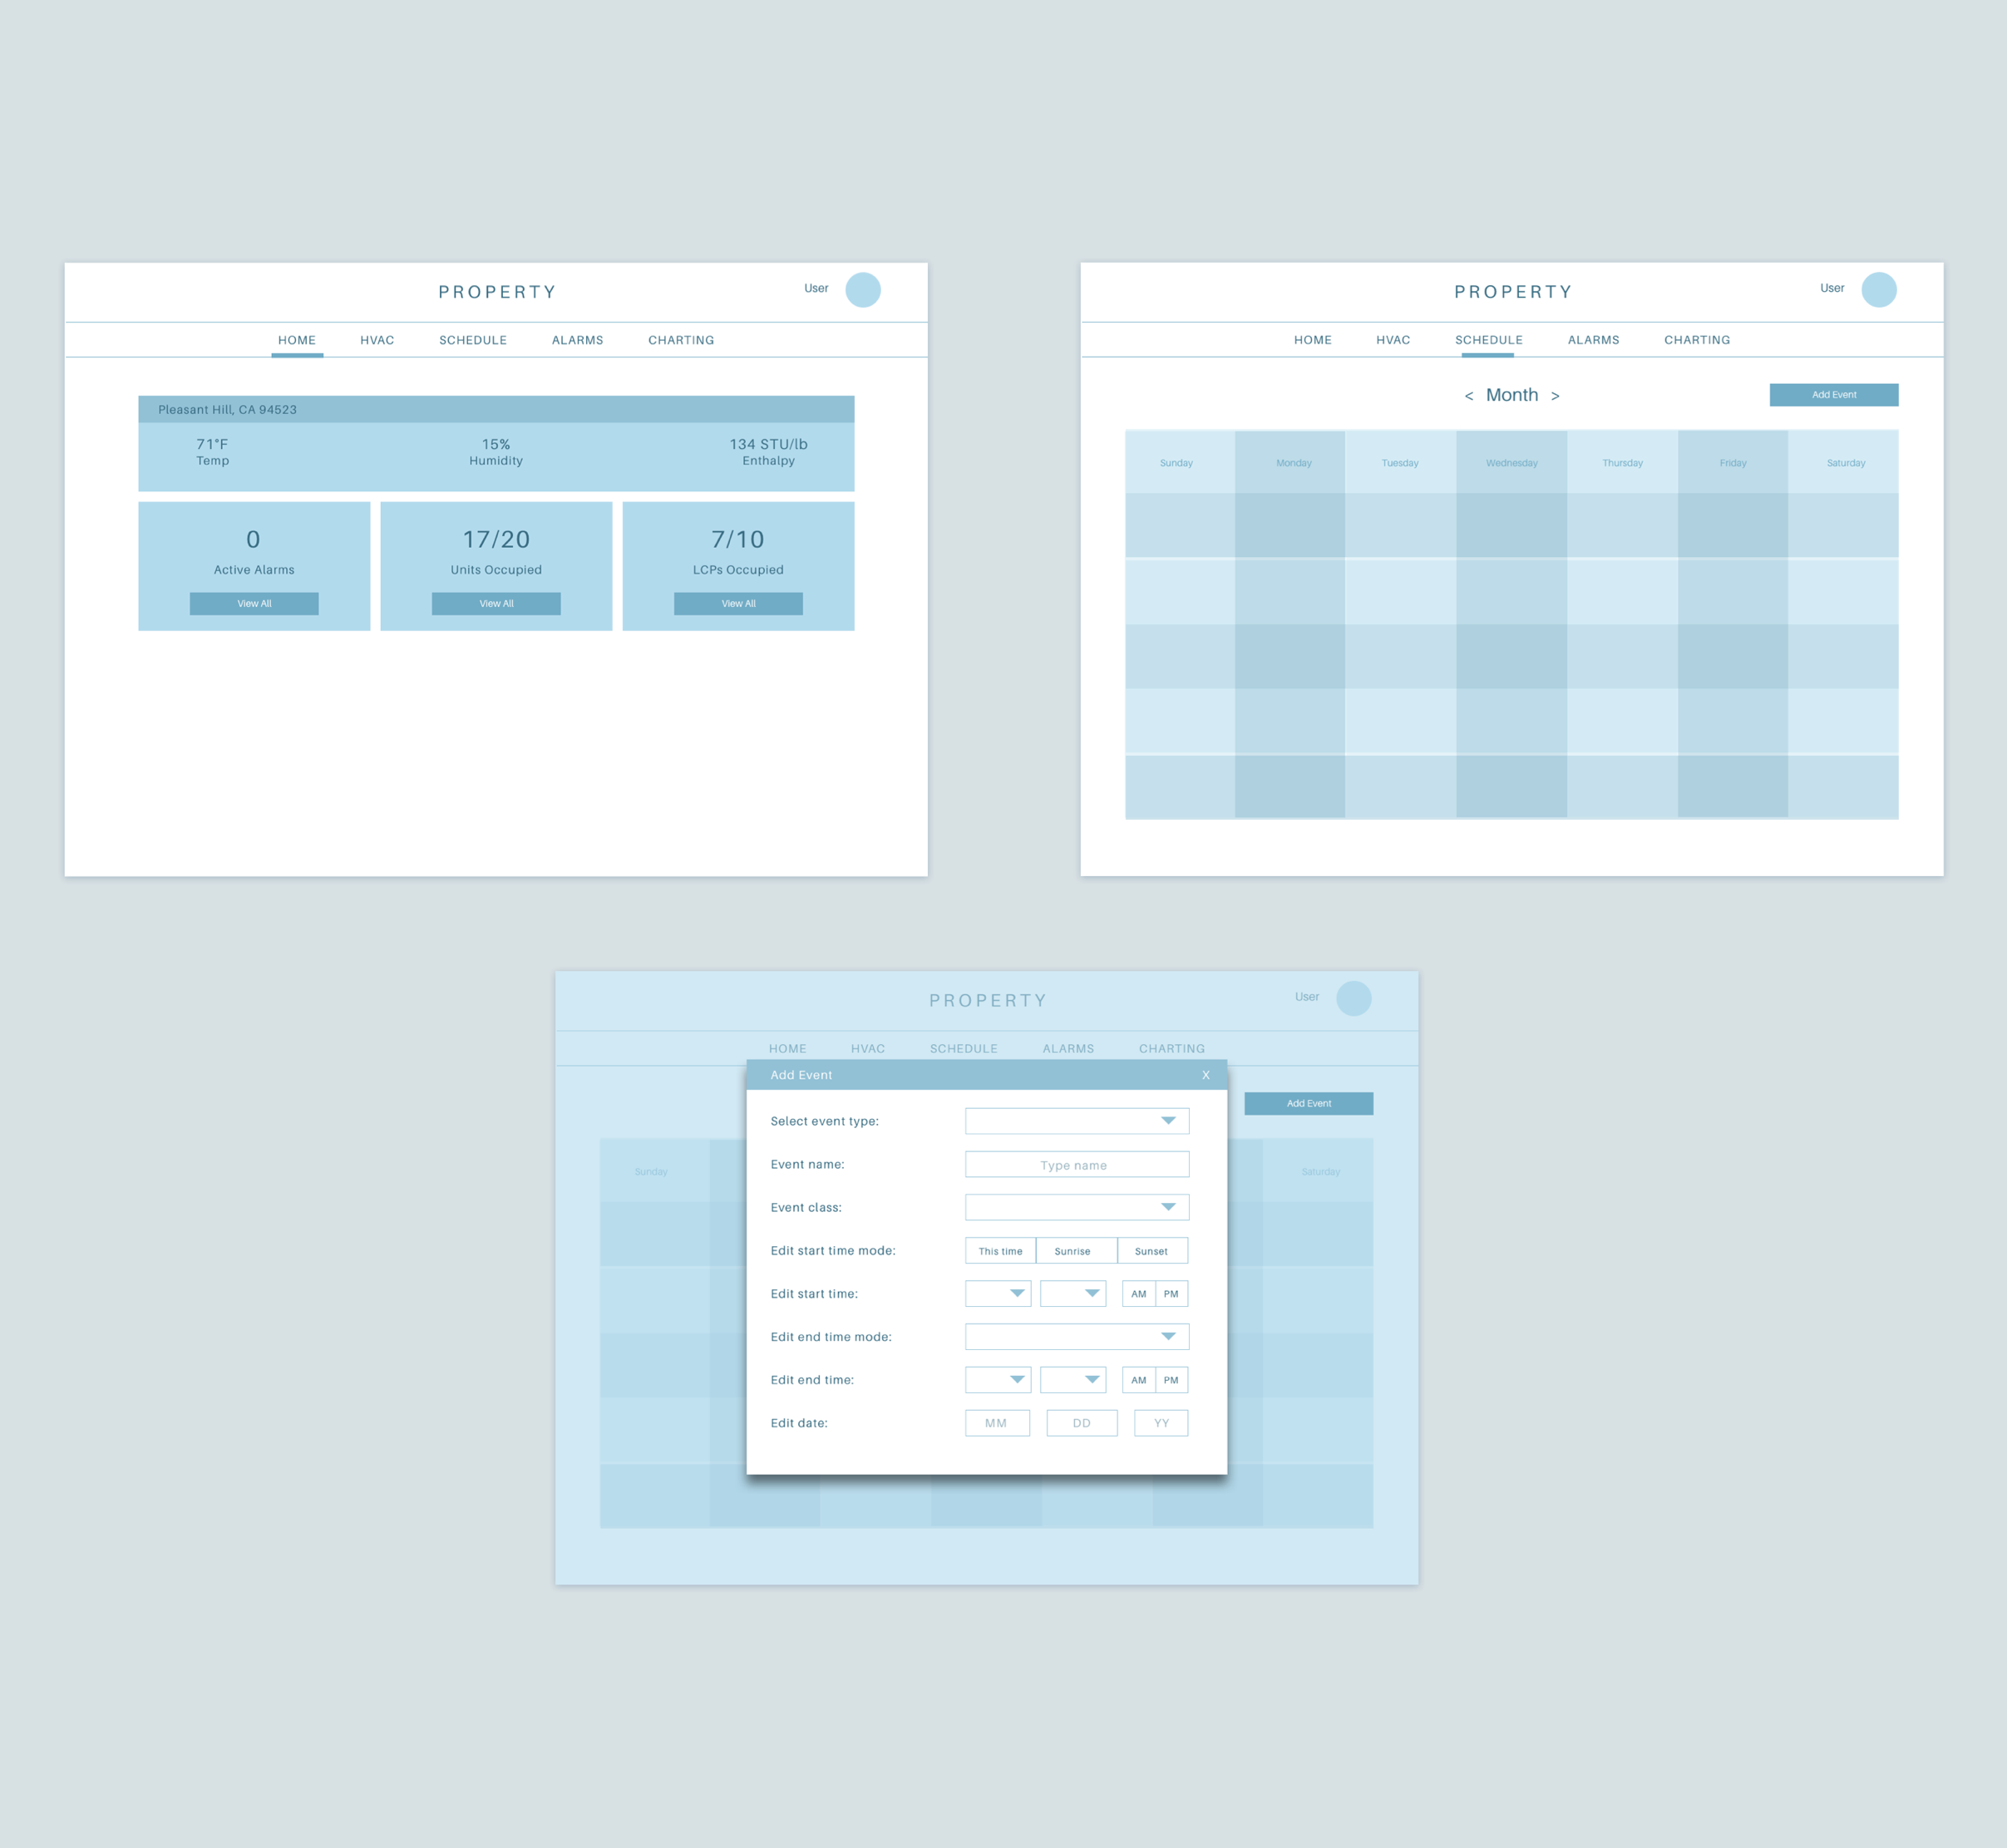 PROPERTY
User
HOME HVAC SCHEDULE ALARMS CHARTING
Pleasant Hill, CA 94523
71°F 15% 134 STU/lb
Temp Humidity Enthalpy
0 17/20 7/10
Active Alarms Units Occupied LCPs Occupied
View All View All View All
PROPERTY
User
HOME HVAC SCHEDULE ALARMS CHARTING
< Month >
Add Event
Sunday Monday Tuesday Wednesday Thursday Friday Saturday
PROPERTY
User
HOME HVAC SCHEDULE ALARMS CHARTING
Add Event
Sunday Saturday
Add Event X
Select event type:
Event name: Type name
Event class:
Edit start time mode: This time Sunrise Sunset
Edit start time: AM PM
Edit end time mode:
Edit end time: AM PM
Edit date: MM DD YY